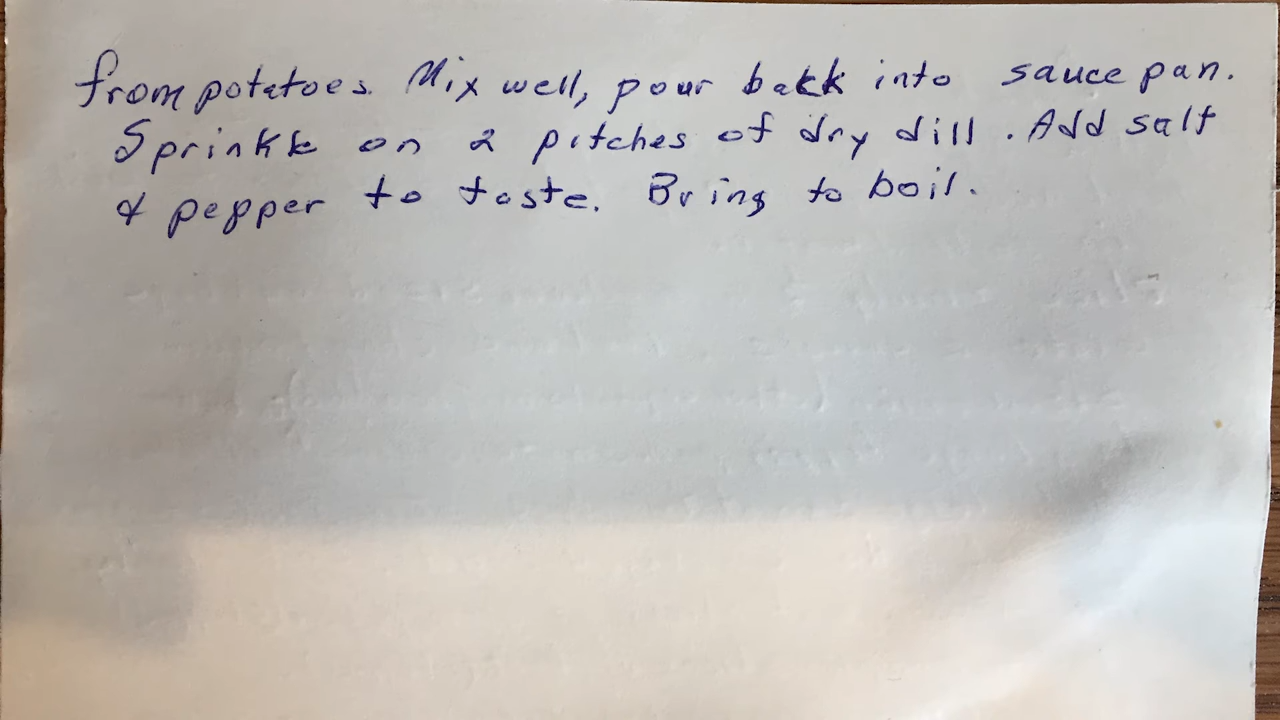 from potatoes. Mix well, pour back into sauce pan.
Sprinkle on 2 pitches of dry dill. Add salt
& pepper to taste. Bring to boil.